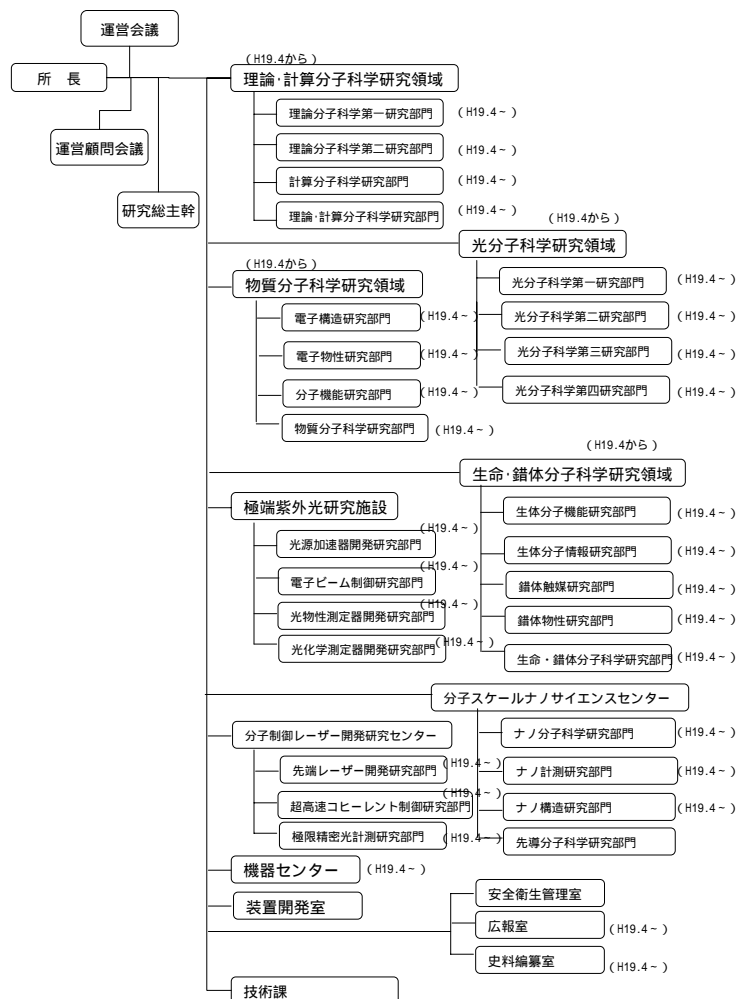 運営会議
所　長
運営顧問会議
研究総主幹
(H19.4から)
理論・計算分子科学研究領域
理論分子科学第一研究部門 (H19.4~)
理論分子科学第二研究部門 (H19.4~)
計算分子科学研究部門 (H19.4~)
理論・計算分子科学研究部門 (H19.4~)
(H19.4から)
光分子科学研究領域
光分子科学第一研究部門 (H19.4~)
光分子科学第二研究部門 (H19.4~)
光分子科学第三研究部門 (H19.4~)
光分子科学第四研究部門 (H19.4~)
(H19.4から)
物質分子科学研究領域
電子構造研究部門 (H19.4~)
電子物性研究部門 (H19.4~)
分子機能研究部門 (H19.4~)
物質分子科学研究部門 (H19.4~)
(H19.4から)
生命・錯体分子科学研究領域
生体分子機能研究部門 (H19.4~)
生体分子情報研究部門 (H19.4~)
錯体触媒研究部門 (H19.4~)
錯体物性研究部門 (H19.4~)
生命・錯体分子科学研究部門 (H19.4~)
極端紫外光研究施設
光源加速器開発研究部門 (H19.4~)
電子ビーム制御研究部門 (H19.4~)
光物性測定器開発研究部門 (H19.4~)
光化学測定器開発研究部門 (H19.4~)
分子スケールナノサイエンスセンター
ナノ分子科学研究部門 (H19.4~)
ナノ計測研究部門 (H19.4~)
ナノ構造研究部門 (H19.4~)
先導分子科学研究部門
分子制御レーザー開発研究センター
先端レーザー開発研究部門 (H19.4~)
超高速コヒーレント制御研究部門 (H19.4~)
極限精密光計測研究部門 (H19.4~)
機器センター (H19.4~)
装置開発室
安全衛生管理室
広報室 (H19.4~)
史料編纂室 (H19.4~)
技術課